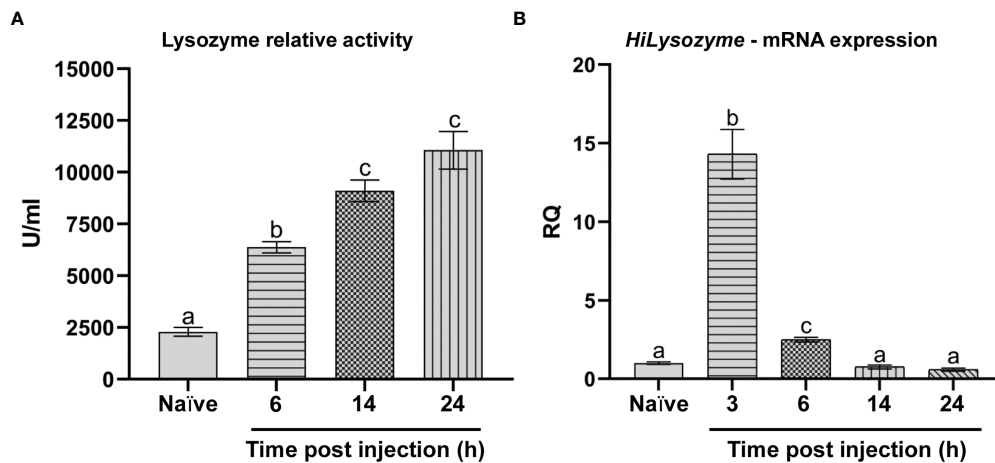 A
Lysozyme relative activity
U/ml
15000
12500
10000
7500
5000
2500
0
a
b
c
c
Naïve
6
14
24
Time post injection (h)
B
HiLysozyme - mRNA expression
RQ
20
15
10
5
0
a
b
c
a
a
Naïve
3
6
14
24
Time post injection (h)